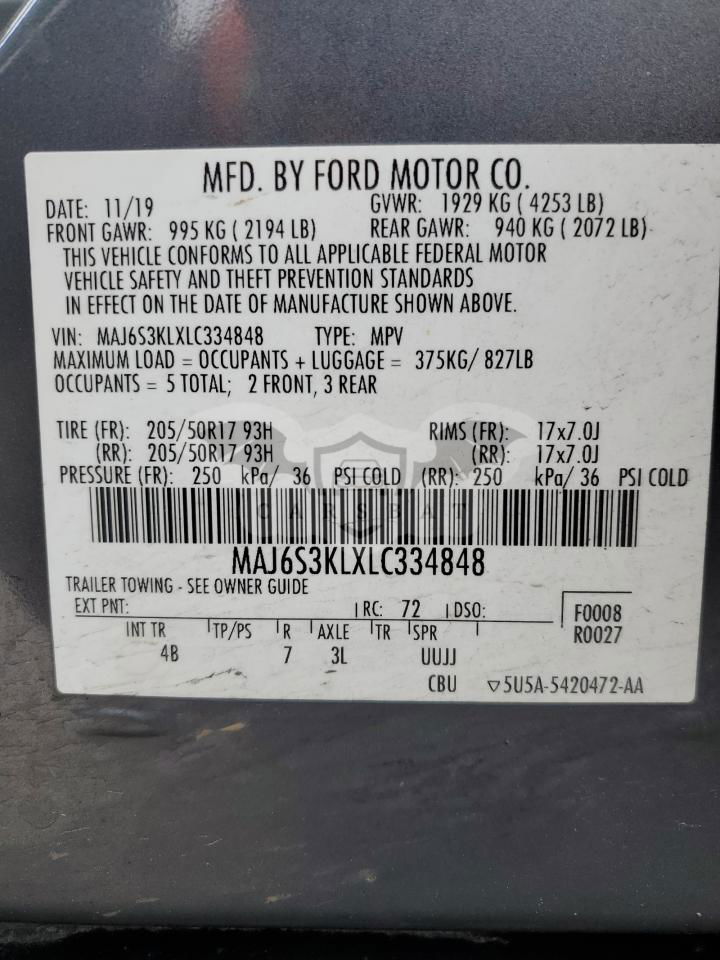 MFD. BY FORD MOTOR CO.
DATE: 11/19 GVWR: 1929 KG ( 4253 LB)
FRONT GAWR: 995 KG ( 2194 LB) REAR GAWR: 940 KG ( 2072 LB)
THIS VEHICLE CONFORMS TO ALL APPLICABLE FEDERAL MOTOR
VEHICLE SAFETY AND THEFT PREVENTION STANDARDS
IN EFFECT ON THE DATE OF MANUFACTURE SHOWN ABOVE.
VIN: MAJ6S3KLXLC334848 TYPE: MPV
MAXIMUM LOAD = OCCUPANTS + LUGGAGE = 375KG/ 827LB
OCCUPANTS = 5 TOTAL; 2 FRONT, 3 REAR
TIRE (FR): 205/50R17 93H RIMS (FR): 17x7.0J
(RR): 205/50R17 93H (RR): 17x7.0J
PRESSURE (FR): 250 kPa/ 36 PSI COLD (RR): 250 kPa/ 36 PSI COLD
CARSBAT
MAJ6S3KLXLC334848
TRAILER TOWING - SEE OWNER GUIDE
EXT PNT: RC: 72 DSO: F0008
R0027
INT TR TP/PS R AXLE TR SPR
4B 7 3L UUJJ
CBU ▽5U5A-5420472-AA